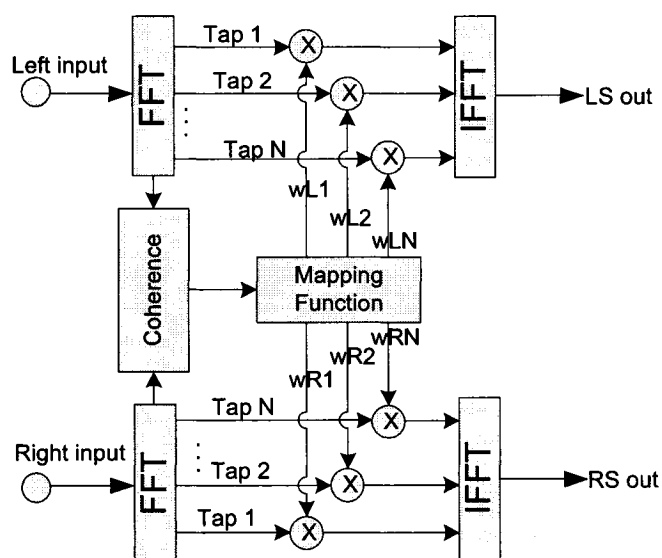 Tap 1
X
Left input
FFT
Tap 2
X
IFFT
LS out
Tap N
X
wL1
wL2
wLN
Coherence
Mapping
Function
wRN
wR2
wR1
Tap N
X
Right input
FFT
Tap 2
X
IFFT
RS out
Tap 1
X